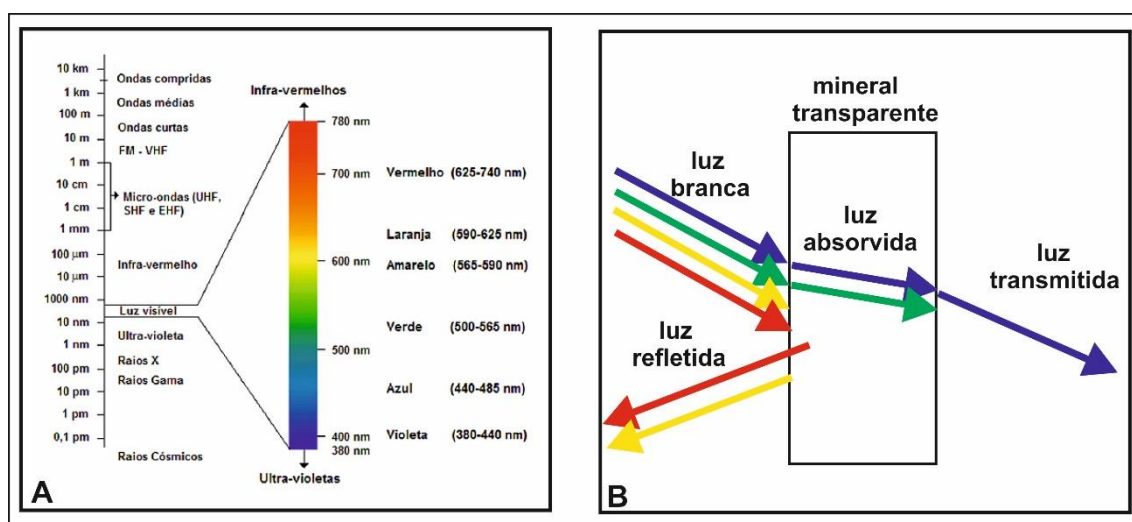 10 km
Ondas compridas
1 km
Ondas médias
100 m
Ondas curtas
10 m
FM - VHF
1 m
10 cm
Micro-ondas (UHF,
SHF e EHF)
1 cm
1 mm
100 µm
Infra-vermelho
10 µm
1000 nm
Luz visível
10 nm
Ultra-violeta
1 nm
Raios X
100 pm
Raios Gama
10 pm
1 pm
0,1 pm
Raios Cósmicos
Infra-vermelhos
780 nm
700 nm
600 nm
500 nm
400 nm
380 nm
Ultra-violetas
Vermelho (625-740 nm)
Laranja (590-625 nm)
Amarelo (565-590 nm)
Verde (500-565 nm)
Azul (440-485 nm)
Violeta (380-440 nm)
A
mineral
transparente
luz
branca
luz
absorvida
luz
transmitida
luz
refletida
B